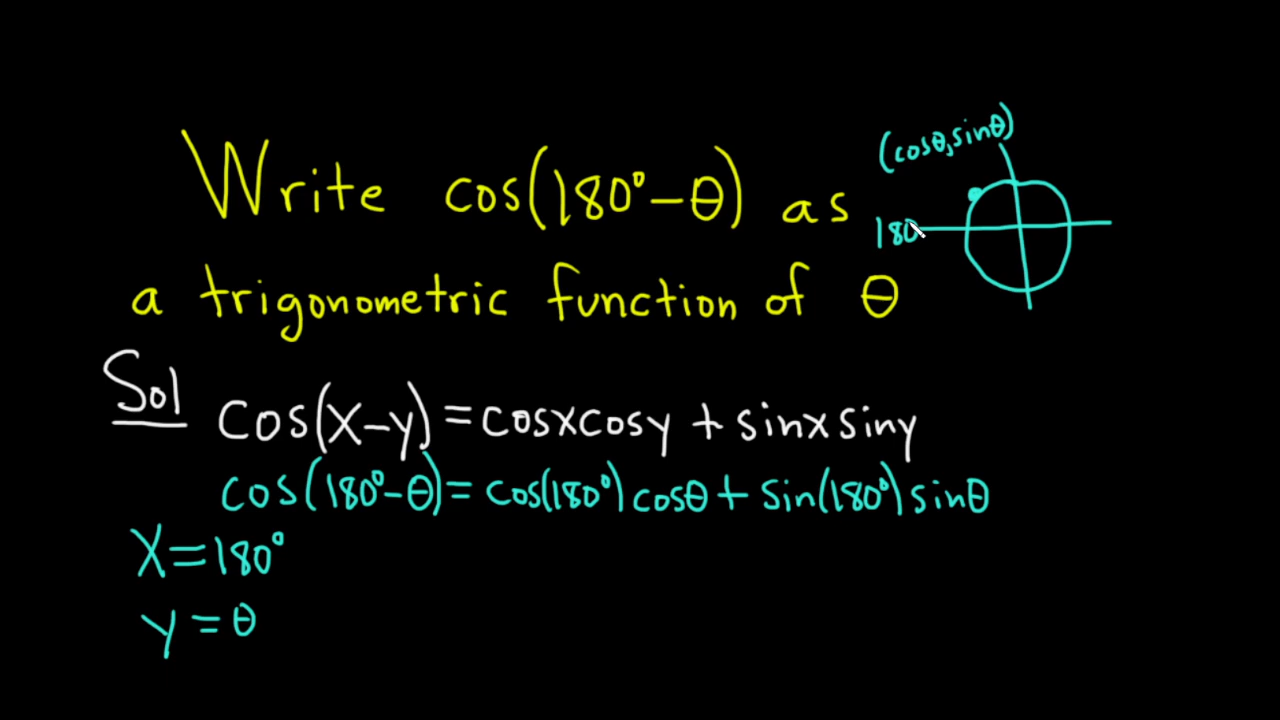 Write cos(180°-θ) as
a trigonometric function of θ
(cosθ,sinθ)
180
Sol
cos(x-y)=cosxcosy + sinxsiny
cos(180°-θ)=cos(180°)cosθ+sin(180°)sinθ
x=180°
y=θ